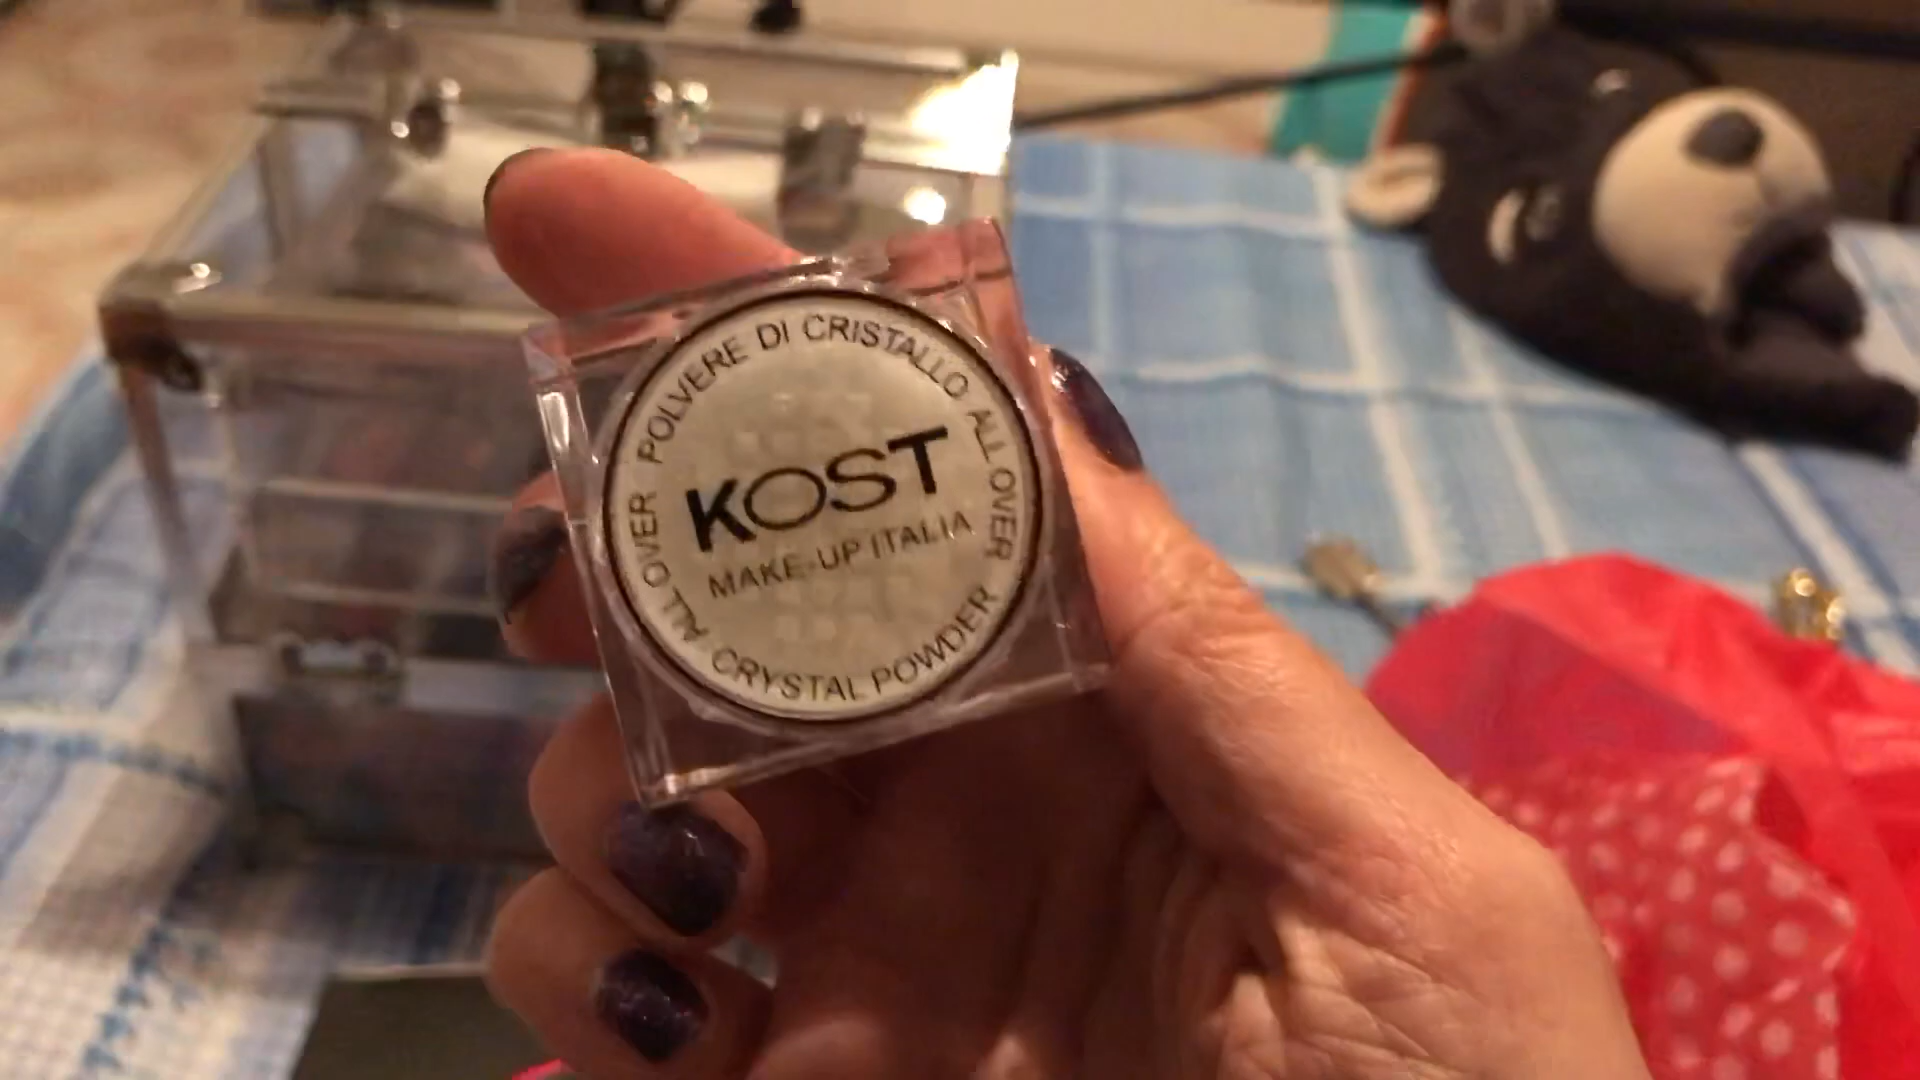 POLVERE DI CRISTALLO ALL OVER
KOST
MAKE-UP ITALIA
CRYSTAL POWDER ALL OVER